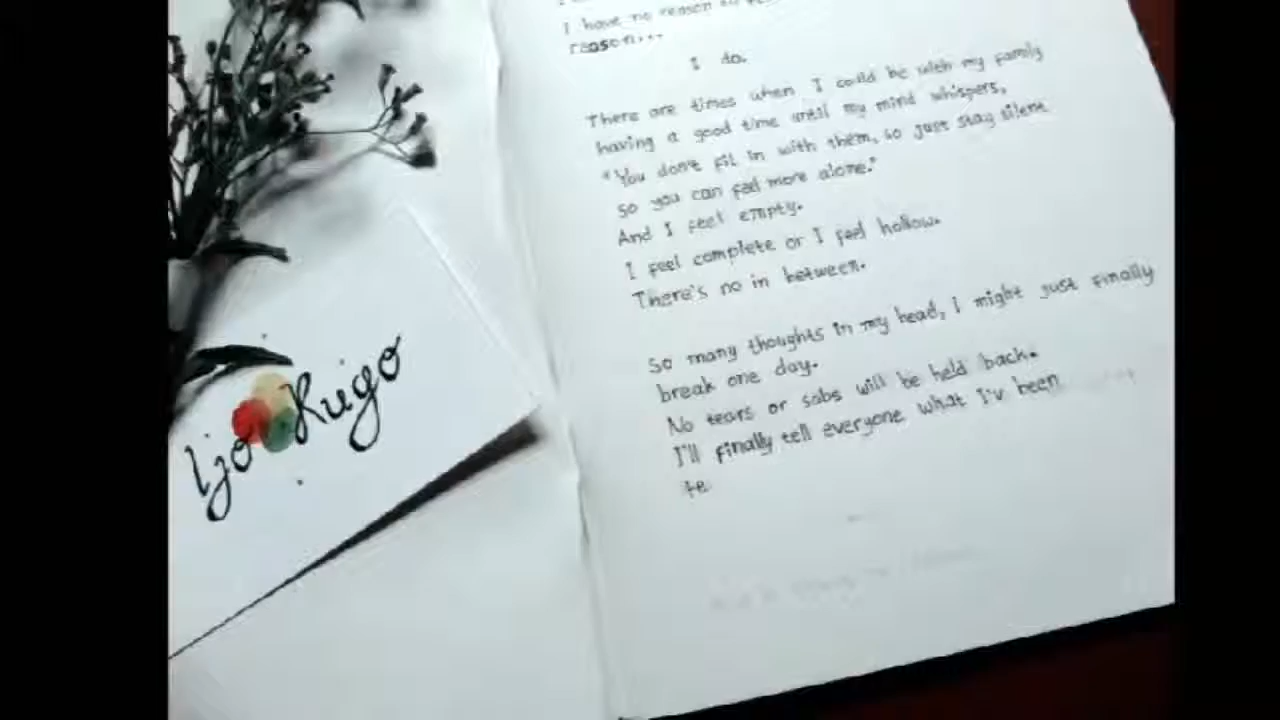 I have no reason to
reason...
I do.
There are times when I could be with my family
having a good time until my mind whispers,
"You don't fit in with them, so just stay silent
so you can feel more alone."
And I feel empty.
I feel complete or I feel hollow.
There's no in between.
So many thoughts in my head, I might just finally
break one day.
No tears or sobs will be held back.
I'll finally tell everyone what I'v been
te
Ijo Rugo